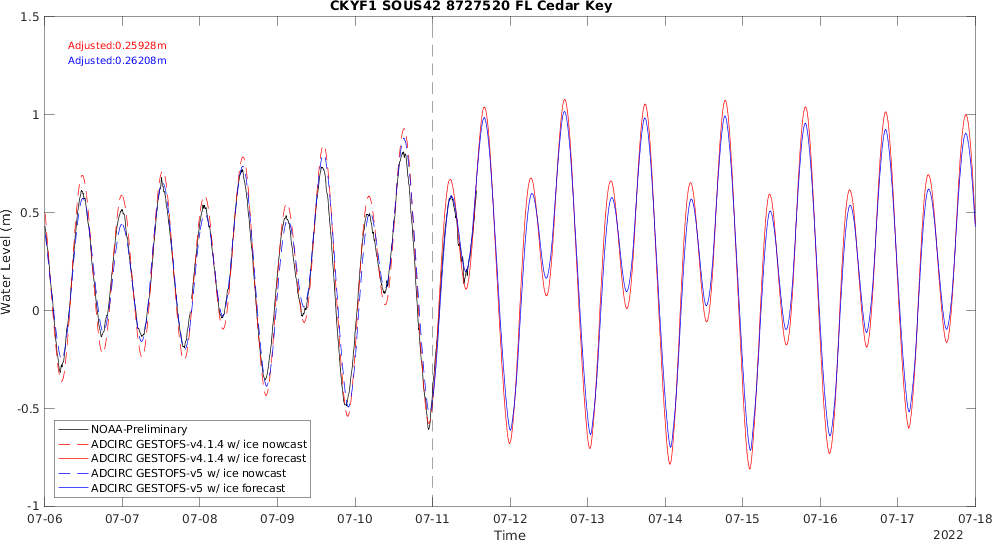 CKYF1 SOUS42 8727520 FL Cedar Key
1.5
Adjusted:0.25928m
Adjusted:0.26208m
1
0.5
Water Level (m)
0
-0.5
NOAA-Preliminary
ADCIRC GESTOFS-v4.1.4 w/ ice nowcast
ADCIRC GESTOFS-v4.1.4 w/ ice forecast
ADCIRC GESTOFS-v5 w/ ice nowcast
ADCIRC GESTOFS-v5 w/ ice forecast
-1
07-06 07-07 07-08 07-09 07-10 07-11 07-12 07-13 07-14 07-15 07-16 07-17 07-18
Time
2022